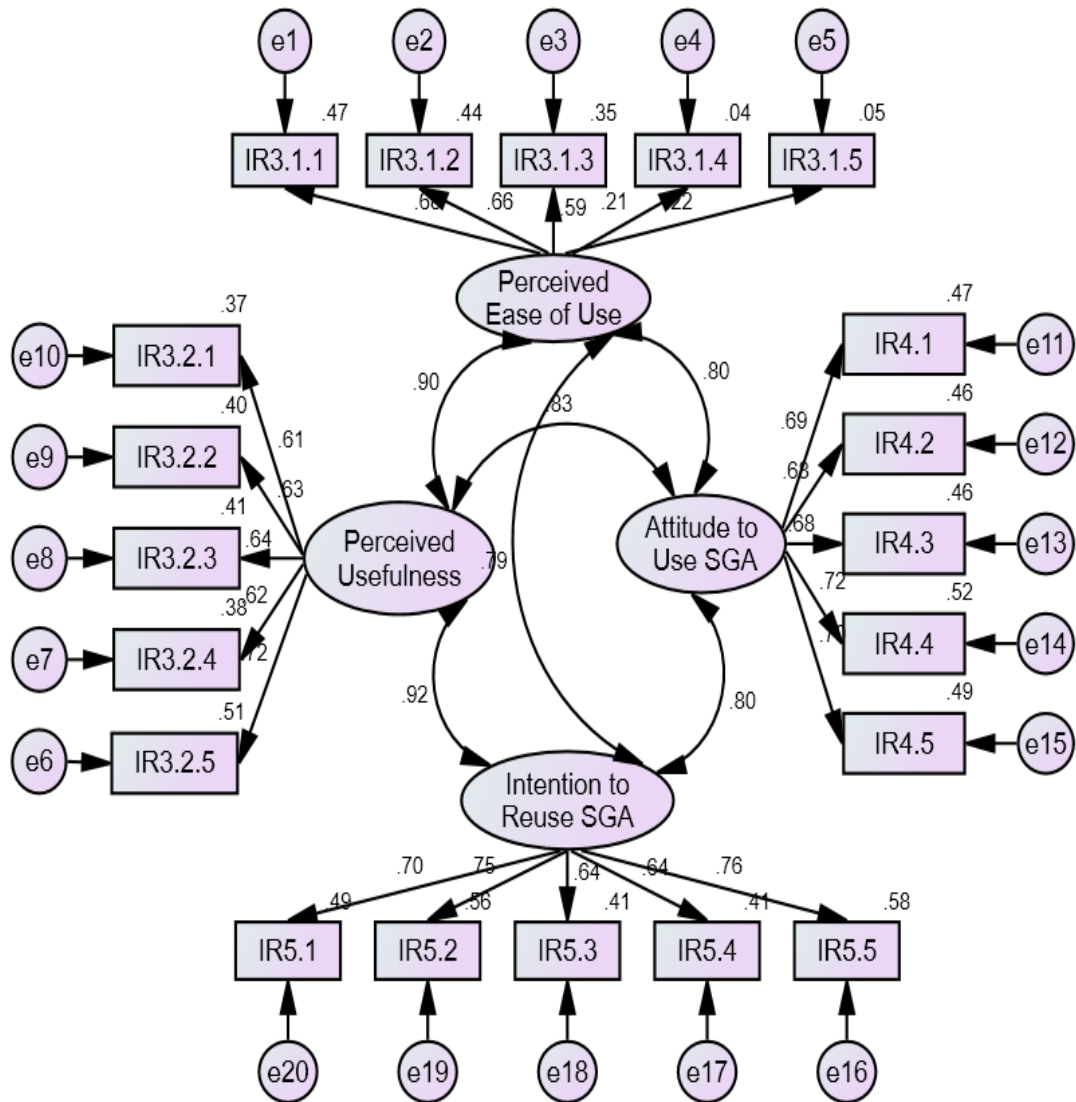 e1 e2 e3 e4 e5
.47 .44 .35 .04 .05
IR3.1.1 IR3.1.2 IR3.1.3 IR3.1.4 IR3.1.5
.66 .59 .21 .22
Perceived
Ease of Use
.37 .47
e10 IR3.2.1 IR4.1 e11
.90 .80
.40 .83 .46
.61 .69
e9 IR3.2.2 IR4.2 e12
.63 .68
.41 .46
e8 IR3.2.3 .64 Perceived
Usefulness .79 Attitude to
Use SGA .68 IR4.3 e13
.38 .62 .72 .52
e7 IR3.2.4 .72 IR4.4 e14
.51 .92 .80 .49
e6 IR3.2.5 IR4.5 e15
Intention to
Reuse SGA
.70 .75 .64 .64 .76
.49 .56 .41 .41 .58
IR5.1 IR5.2 IR5.3 IR5.4 IR5.5
e20 e19 e18 e17 e16